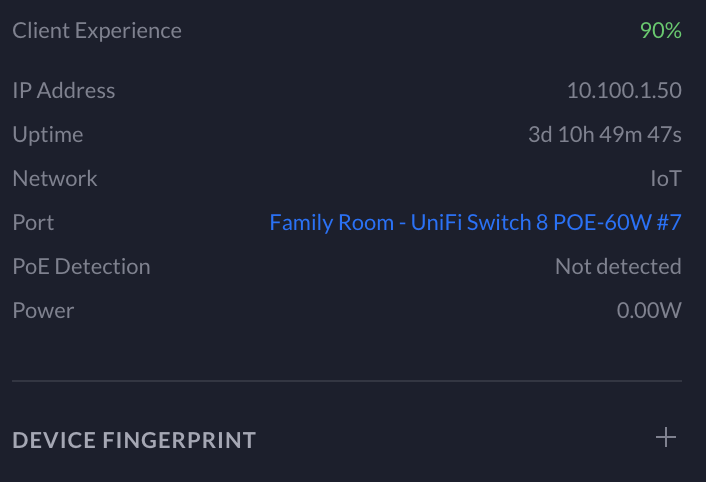 Client Experience 90%
IP Address 10.100.1.50
Uptime 3d 10h 49m 47s
Network IoT
Port Family Room - UniFi Switch 8 POE-60W #7
PoE Detection Not detected
Power 0.00W
DEVICE FINGERPRINT